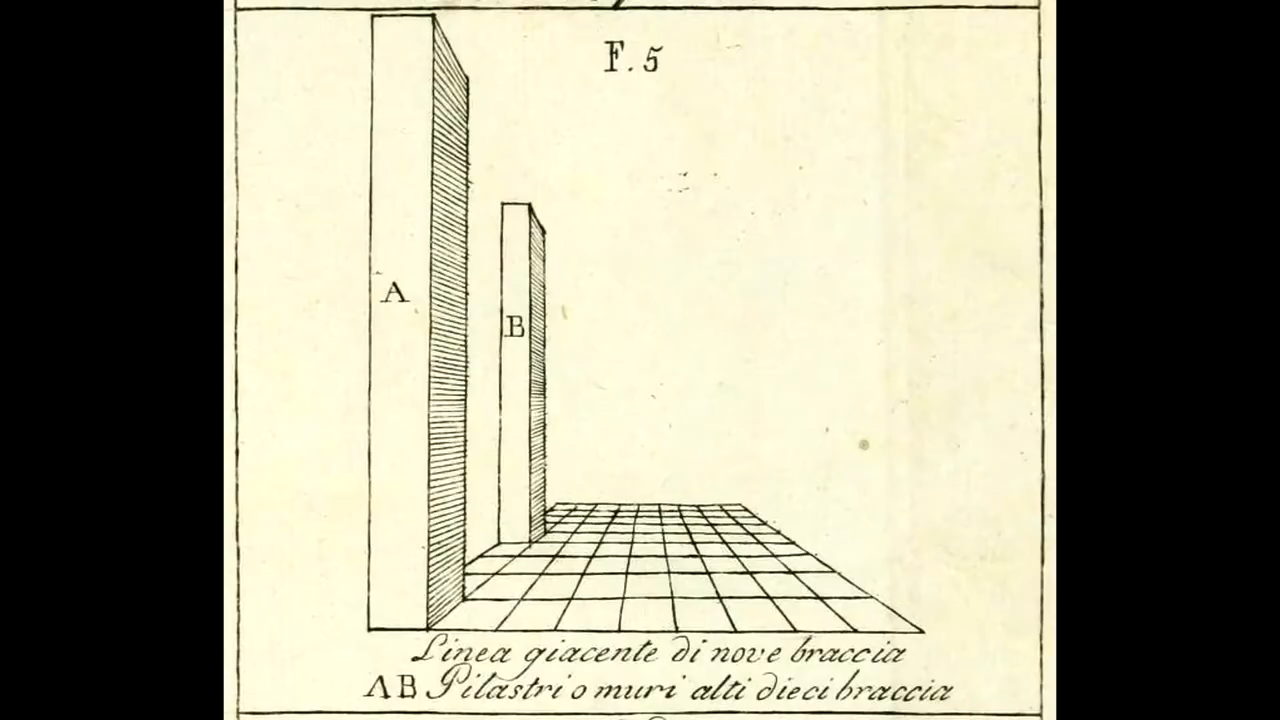 F. 5
A
B
Linea giacente di nove braccia
AB Pilastri o muri alti dieci braccia